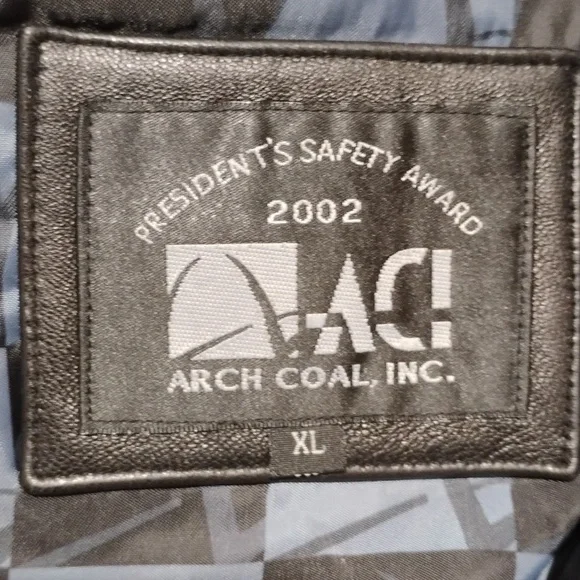 PRESIDENT'S SAFETY AWARD
2002
ACI
ARCH COAL, INC.
XL